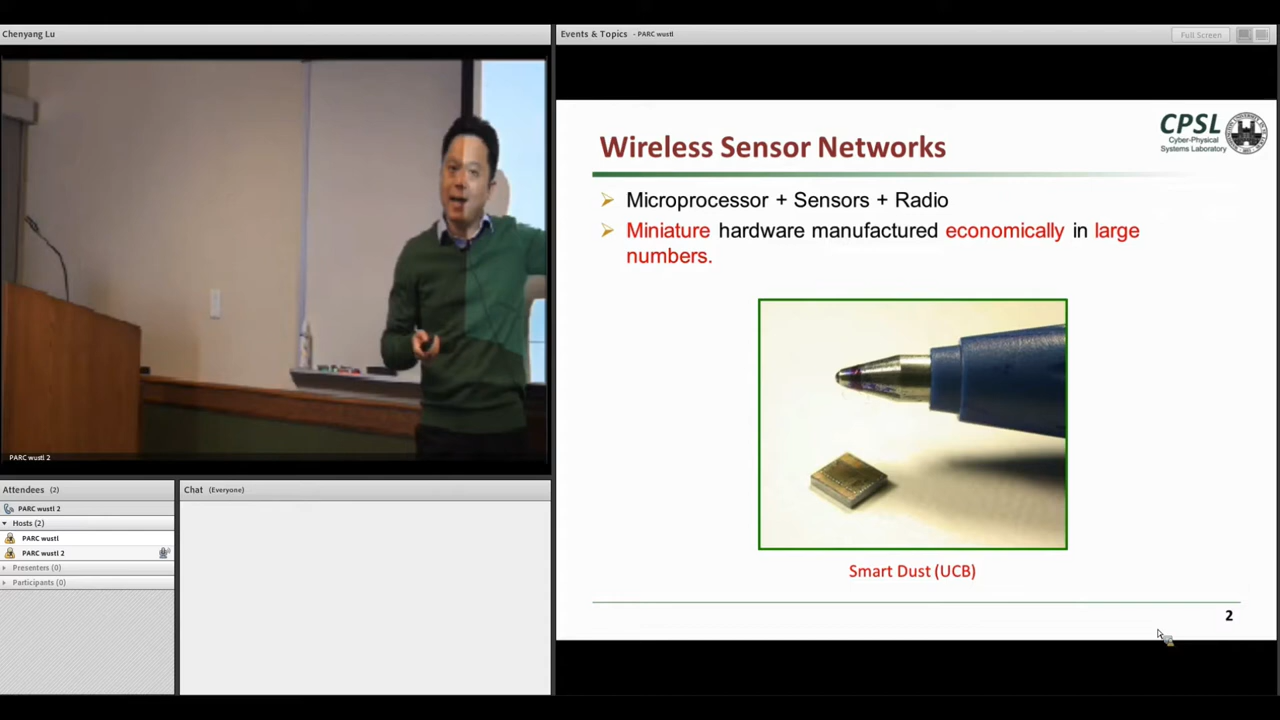 Chenyang Lu
PARC wustl 2
Attendees (2)
PARC wustl 2
Hosts (2)
PARC wustl
PARC wustl 2
Presenters (0)
Participants (0)
Chat (Everyone)
Events & Topics - PARC wustl
Full Screen
Wireless Sensor Networks
CPSL
Cyber-Physical
Systems Laboratory
Microprocessor + Sensors + Radio
Miniature hardware manufactured economically in large
numbers.
Smart Dust (UCB)
2